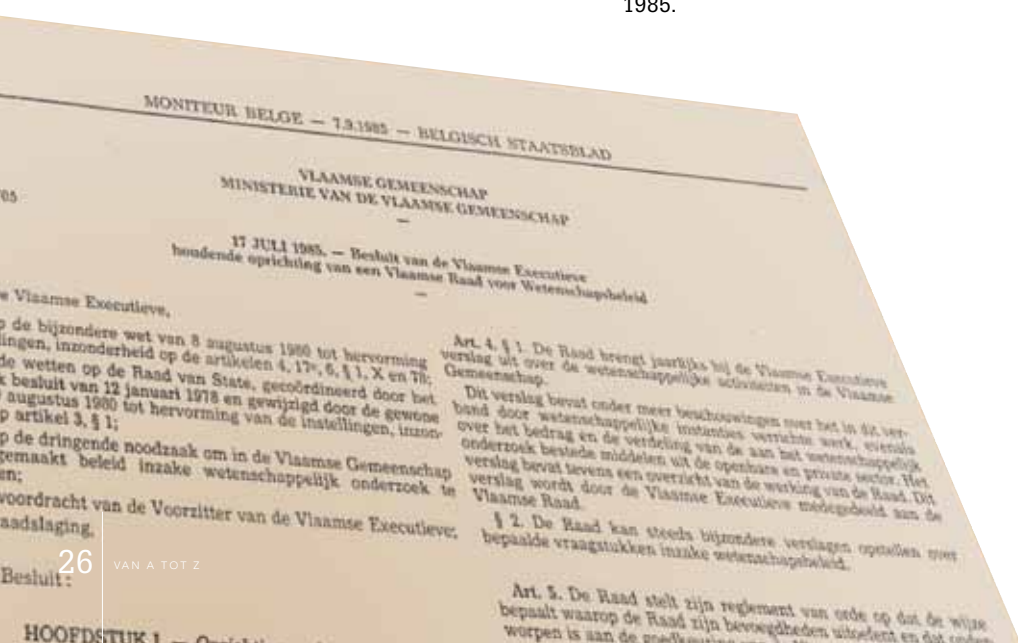 1985.
MONITEUR BELGE — 7.9.1985 — BELGISCH STAATSBLAD
VLAAMSE GEMEENSCHAP
MINISTERIE VAN DE VLAAMSE GEMEENSCHAP
—
17 JULI 1985. — Besluit van de Vlaamse Executieve
houdende oprichting van een Vlaamse Raad voor Wetenschapsbeleid
—
Vlaamse Executieve,
de bijzondere wet van 8 augustus 1980 tot hervorming
lingen, inzonderheid op de artikelen 4, 17°, 6, § 1, X en 78;
de wetten op de Raad van State, gecoördineerd door het
besluit van 12 januari 1978 en gewijzigd door de gewone
augustus 1980 tot hervorming van de instellingen, inzon-
artikel 3, § 1;
de dringende noodzaak om in de Vlaamse Gemeenschap
gemaakt beleid inzake wetenschappelijk onderzoek te
en;
voordracht van de Voorzitter van de Vlaamse Executieve;
aadslaging,
Besluit:
HOOFDSTUK I. —
Art. 4. § 1. De Raad brengt jaarlijks bij de Vlaamse Executieve
verslag uit over de wetenschappelijke activiteiten in de Vlaamse
Gemeenschap.
Dit verslag bevat onder meer beschouwingen over het in dit ver-
band door wetenschappelijke instanties verrichte werk, evenals
over het bedrag en de verdeling van de aan het wetenschappelijk
onderzoek bestede middelen uit de openbare en private sector. Het
verslag bevat tevens een overzicht van de werking van de Raad. Dit
verslag wordt door de Vlaamse Executieve medegedeeld aan de
Vlaamse Raad.
§ 2. De Raad kan steeds bijzondere verslagen opstellen over
bepaalde vraagstukken inzake wetenschapsbeleid.
Art. 5. De Raad stelt zijn reglement van orde op dat de wijze
bepaalt waarop de Raad zijn bevoegdheden uitoefent
worpen is aan de goedkeuring
26
VAN A TOT Z